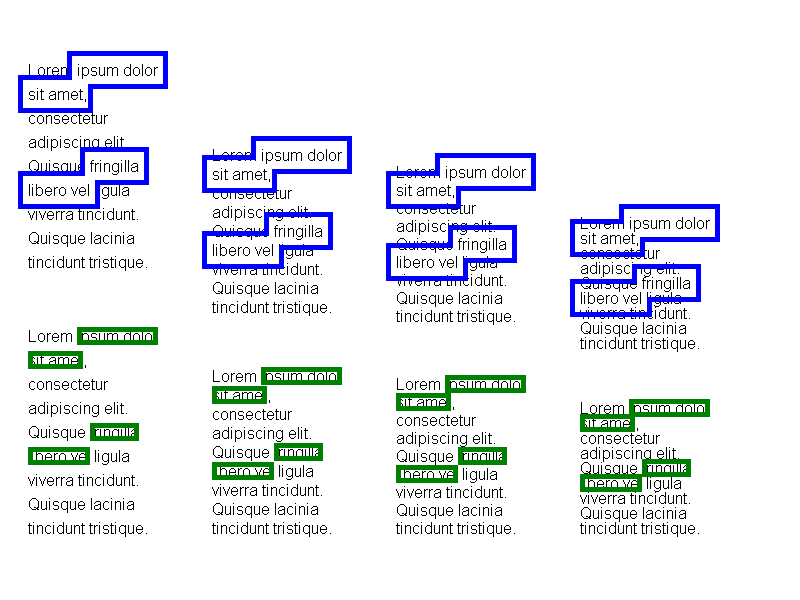 Lorem ipsum dolor
sit amet,
consectetur
adipiscing elit.
Quisque fringilla
libero vel ligula
viverra tincidunt.
Quisque lacinia
tincidunt tristique.
Lorem ipsum dolor
sit amet,
consectetur
adipiscing elit.
Quisque fringilla
libero vel ligula
viverra tincidunt.
Quisque lacinia
tincidunt tristique.
Lorem ipsum dolor
sit amet,
consectetur
adipiscing elit.
Quisque fringilla
libero vel ligula
viverra tincidunt.
Quisque lacinia
tincidunt tristique.
Lorem ipsum dolor
sit amet,
consectetur
adipiscing elit.
Quisque fringilla
libero vel ligula
viverra tincidunt.
Quisque lacinia
tincidunt tristique.
Lorem ipsum dolor
sit amet,
consectetur
adipiscing elit.
Quisque fringilla
libero vel ligula
viverra tincidunt.
Quisque lacinia
tincidunt tristique.
Lorem ipsum dolor
sit amet,
consectetur
adipiscing elit.
Quisque fringilla
libero vel ligula
viverra tincidunt.
Quisque lacinia
tincidunt tristique.
Lorem ipsum dolor
sit amet,
consectetur
adipiscing elit.
Quisque fringilla
libero vel ligula
viverra tincidunt.
Quisque lacinia
tincidunt tristique.
Lorem ipsum dolor
sit amet,
consectetur
adipiscing elit.
Quisque fringilla
libero vel ligula
viverra tincidunt.
Quisque lacinia
tincidunt tristique.